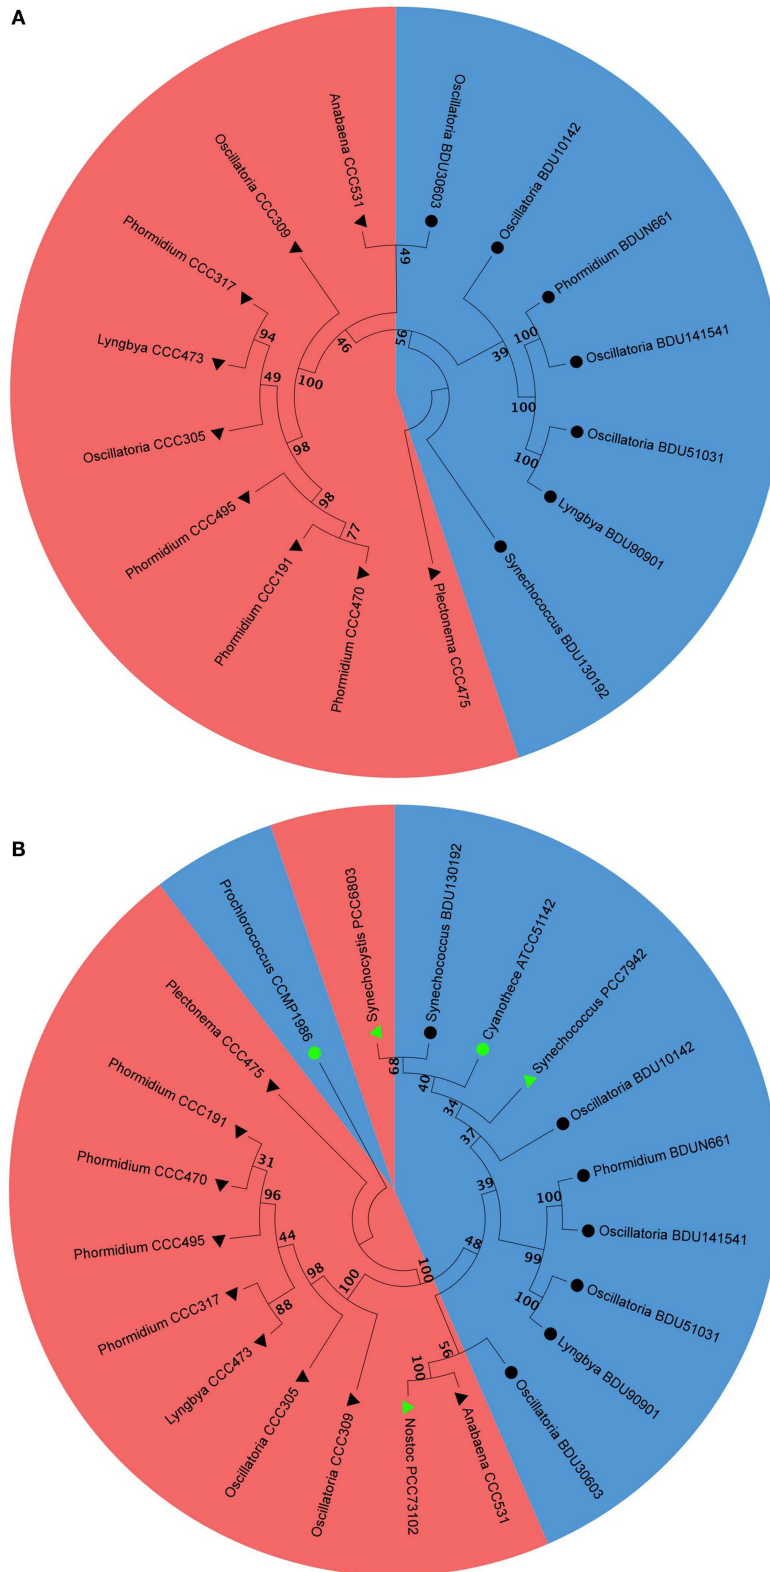 A
Anabaena CCC531
Oscillatoria BDU30603
Oscillatoria CCC309
Oscillatoria BDU10142
Phormidium CCC317
Phormidium BDUN661
Lyngbya CCC473
Oscillatoria BDU141541
Oscillatoria CCC305
Oscillatoria BDU51031
Phormidium CCC495
Lyngbya BDU90901
Phormidium CCC191
Phormidium CCC470
Plectonema CCC475
Synechococcus BDU130192
49
56
46
39
100
94
49
100
100
98
100
98
77
B
Prochlorococcus CCMP1986
Synechocystis PCC6803
Synechococcus BDU130192
Cyanothece ATCC51142
Synechococcus PCC7942
Plectonema CCC475
Oscillatoria BDU10142
Phormidium CCC191
Phormidium BDUN661
Phormidium CCC470
Oscillatoria BDU141541
Phormidium CCC495
Oscillatoria BDU51031
Phormidium CCC317
Lyngbya BDU90901
Lyngbya CCC473
Oscillatoria BDU30603
Oscillatoria CCC305
Oscillatoria CCC309
Nostoc PCC73102
Anabaena CCC531
68
40
34
37
31
39
96
100
44
48
99
98
100
100
88
100
56
100